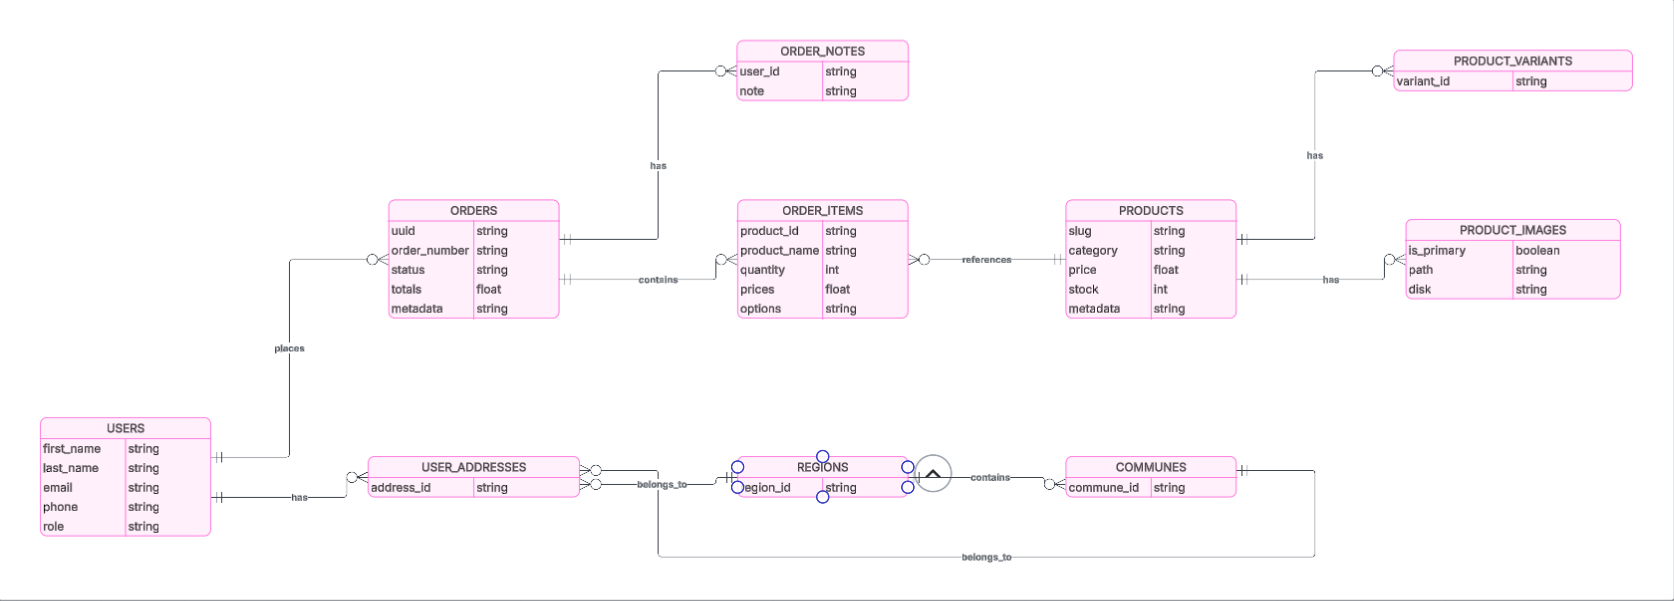 ORDER_NOTES
user_id string
note string
PRODUCT_VARIANTS
variant_id string
has
has
ORDERS
uuid string
order_number string
status string
totals float
metadata string
ORDER_ITEMS
product_id string
product_name string
quantity int
prices float
options string
PRODUCTS
slug string
category string
price float
stock int
metadata string
PRODUCT_IMAGES
is_primary boolean
path string
disk string
contains
references
has
places
USERS
first_name string
last_name string
email string
phone string
role string
has
USER_ADDRESSES
address_id string
belongs_to
REGIONS
egion_id string
contains
COMMUNES
commune_id string
belongs_to